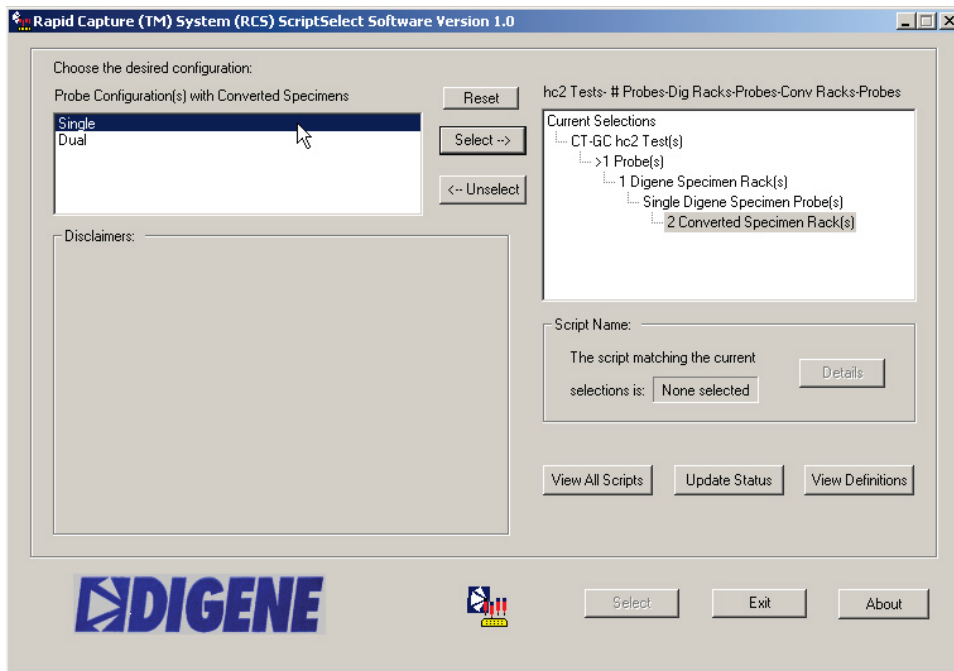 Rapid Capture (TM) System (RCS) ScriptSelect Software Version 1.0
Choose the desired configuration:
Probe Configuration(s) with Converted Specimens
Single
Dual
Reset
Select -->
<-- Unselect
hc2 Tests- # Probes-Dig Racks-Probes-Conv Racks-Probes
Current Selections
CT-GC hc2 Test(s)
>1 Probe(s)
1 Digene Specimen Rack(s)
Single Digene Specimen Probe(s)
2 Converted Specimen Rack(s)
Disclaimers:
Script Name:
The script matching the current
selections is: None selected
Details
View All Scripts
Update Status
View Definitions
DIGENE
Select
Exit
About